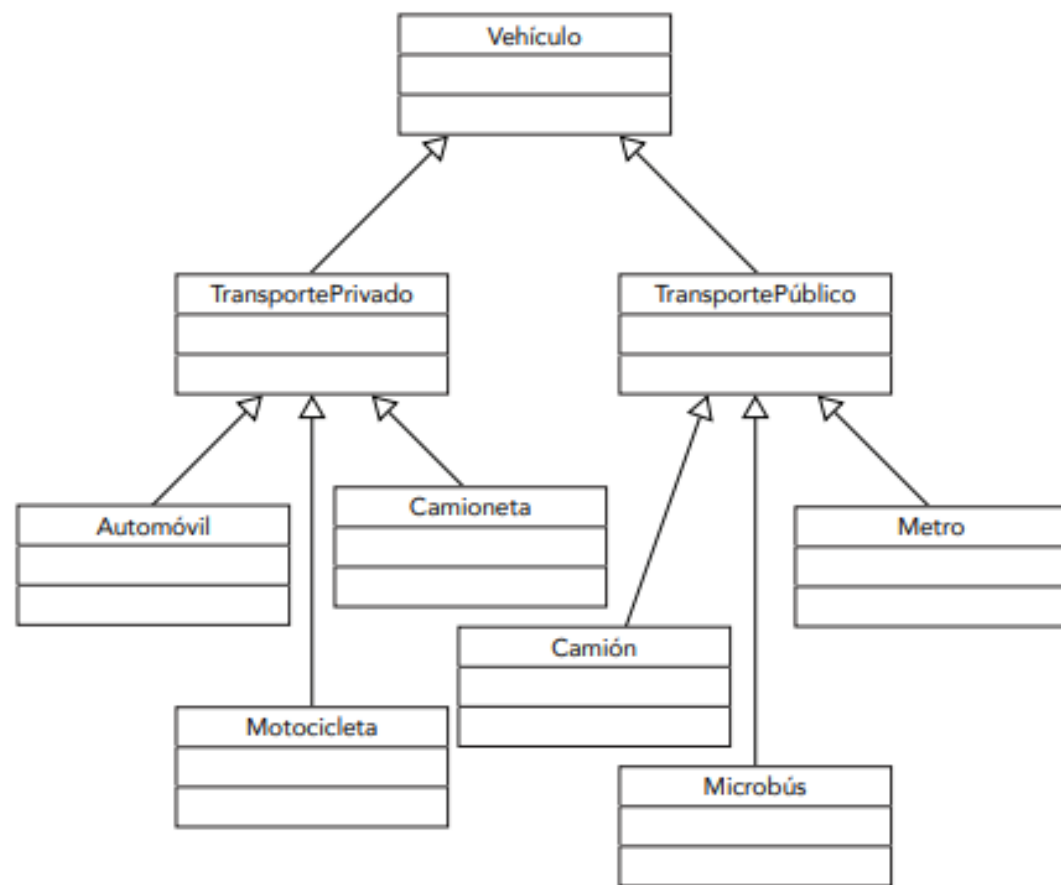 Vehículo
TransportePrivado
TransportePúblico
Automóvil
Camioneta
Metro
Camión
Motocicleta
Microbús